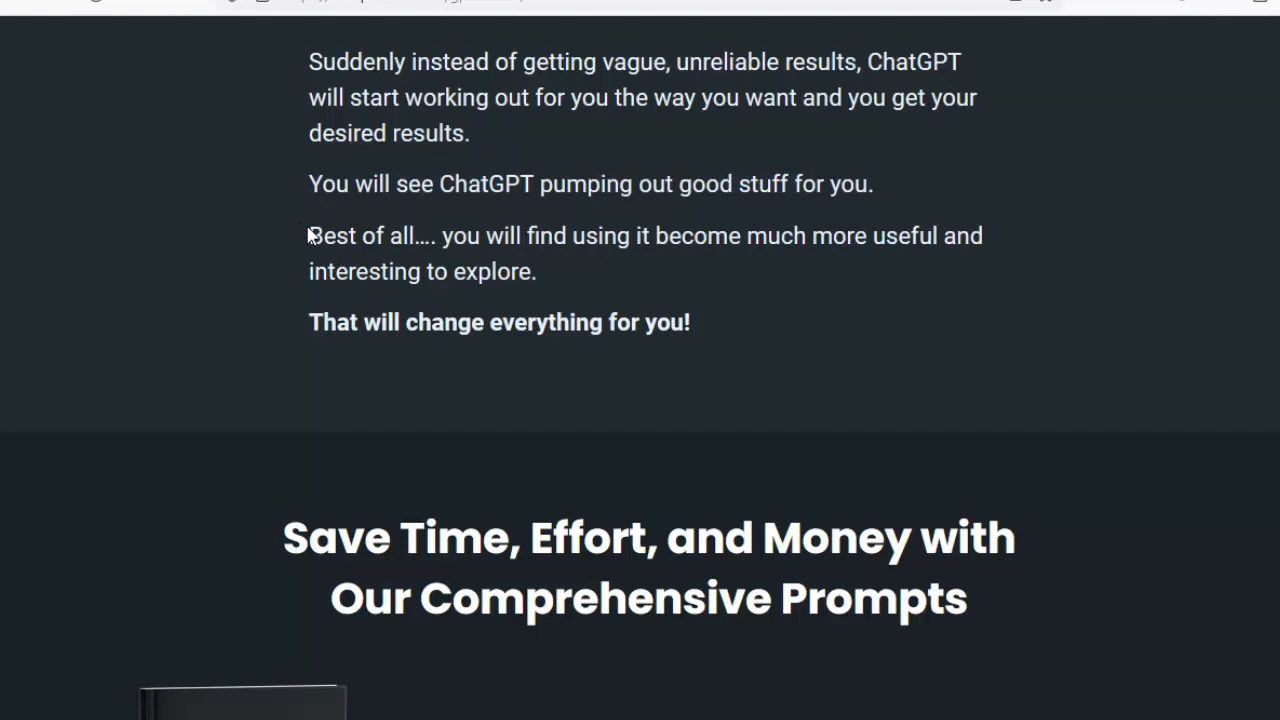 Suddenly instead of getting vague, unreliable results, ChatGPT
will start working out for you the way you want and you get your
desired results.
You will see ChatGPT pumping out good stuff for you.
Best of all.... you will find using it become much more useful and
interesting to explore.
That will change everything for you!
Save Time, Effort, and Money with
Our Comprehensive Prompts